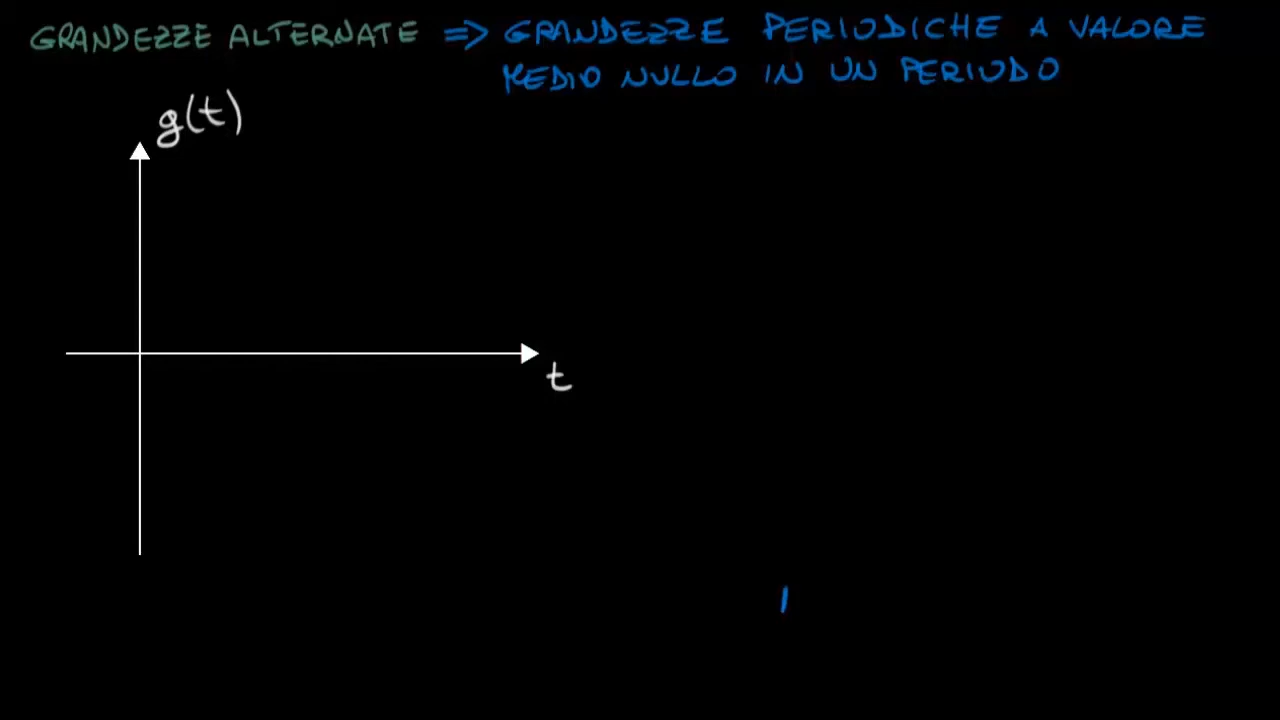 GRANDEZZE ALTERNATE => GRANDEZZE PERIODICHE A VALORE
MEDIO NULLO IN UN PERIODO
g(t)
t